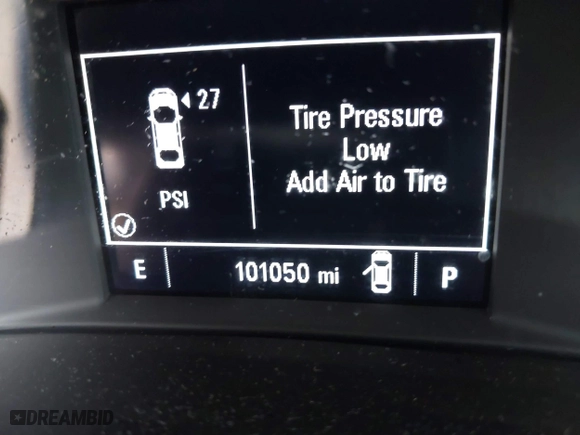 27
PSI
Tire Pressure
Low
Add Air to Tire
E
101050 mi
P
DREAMBID